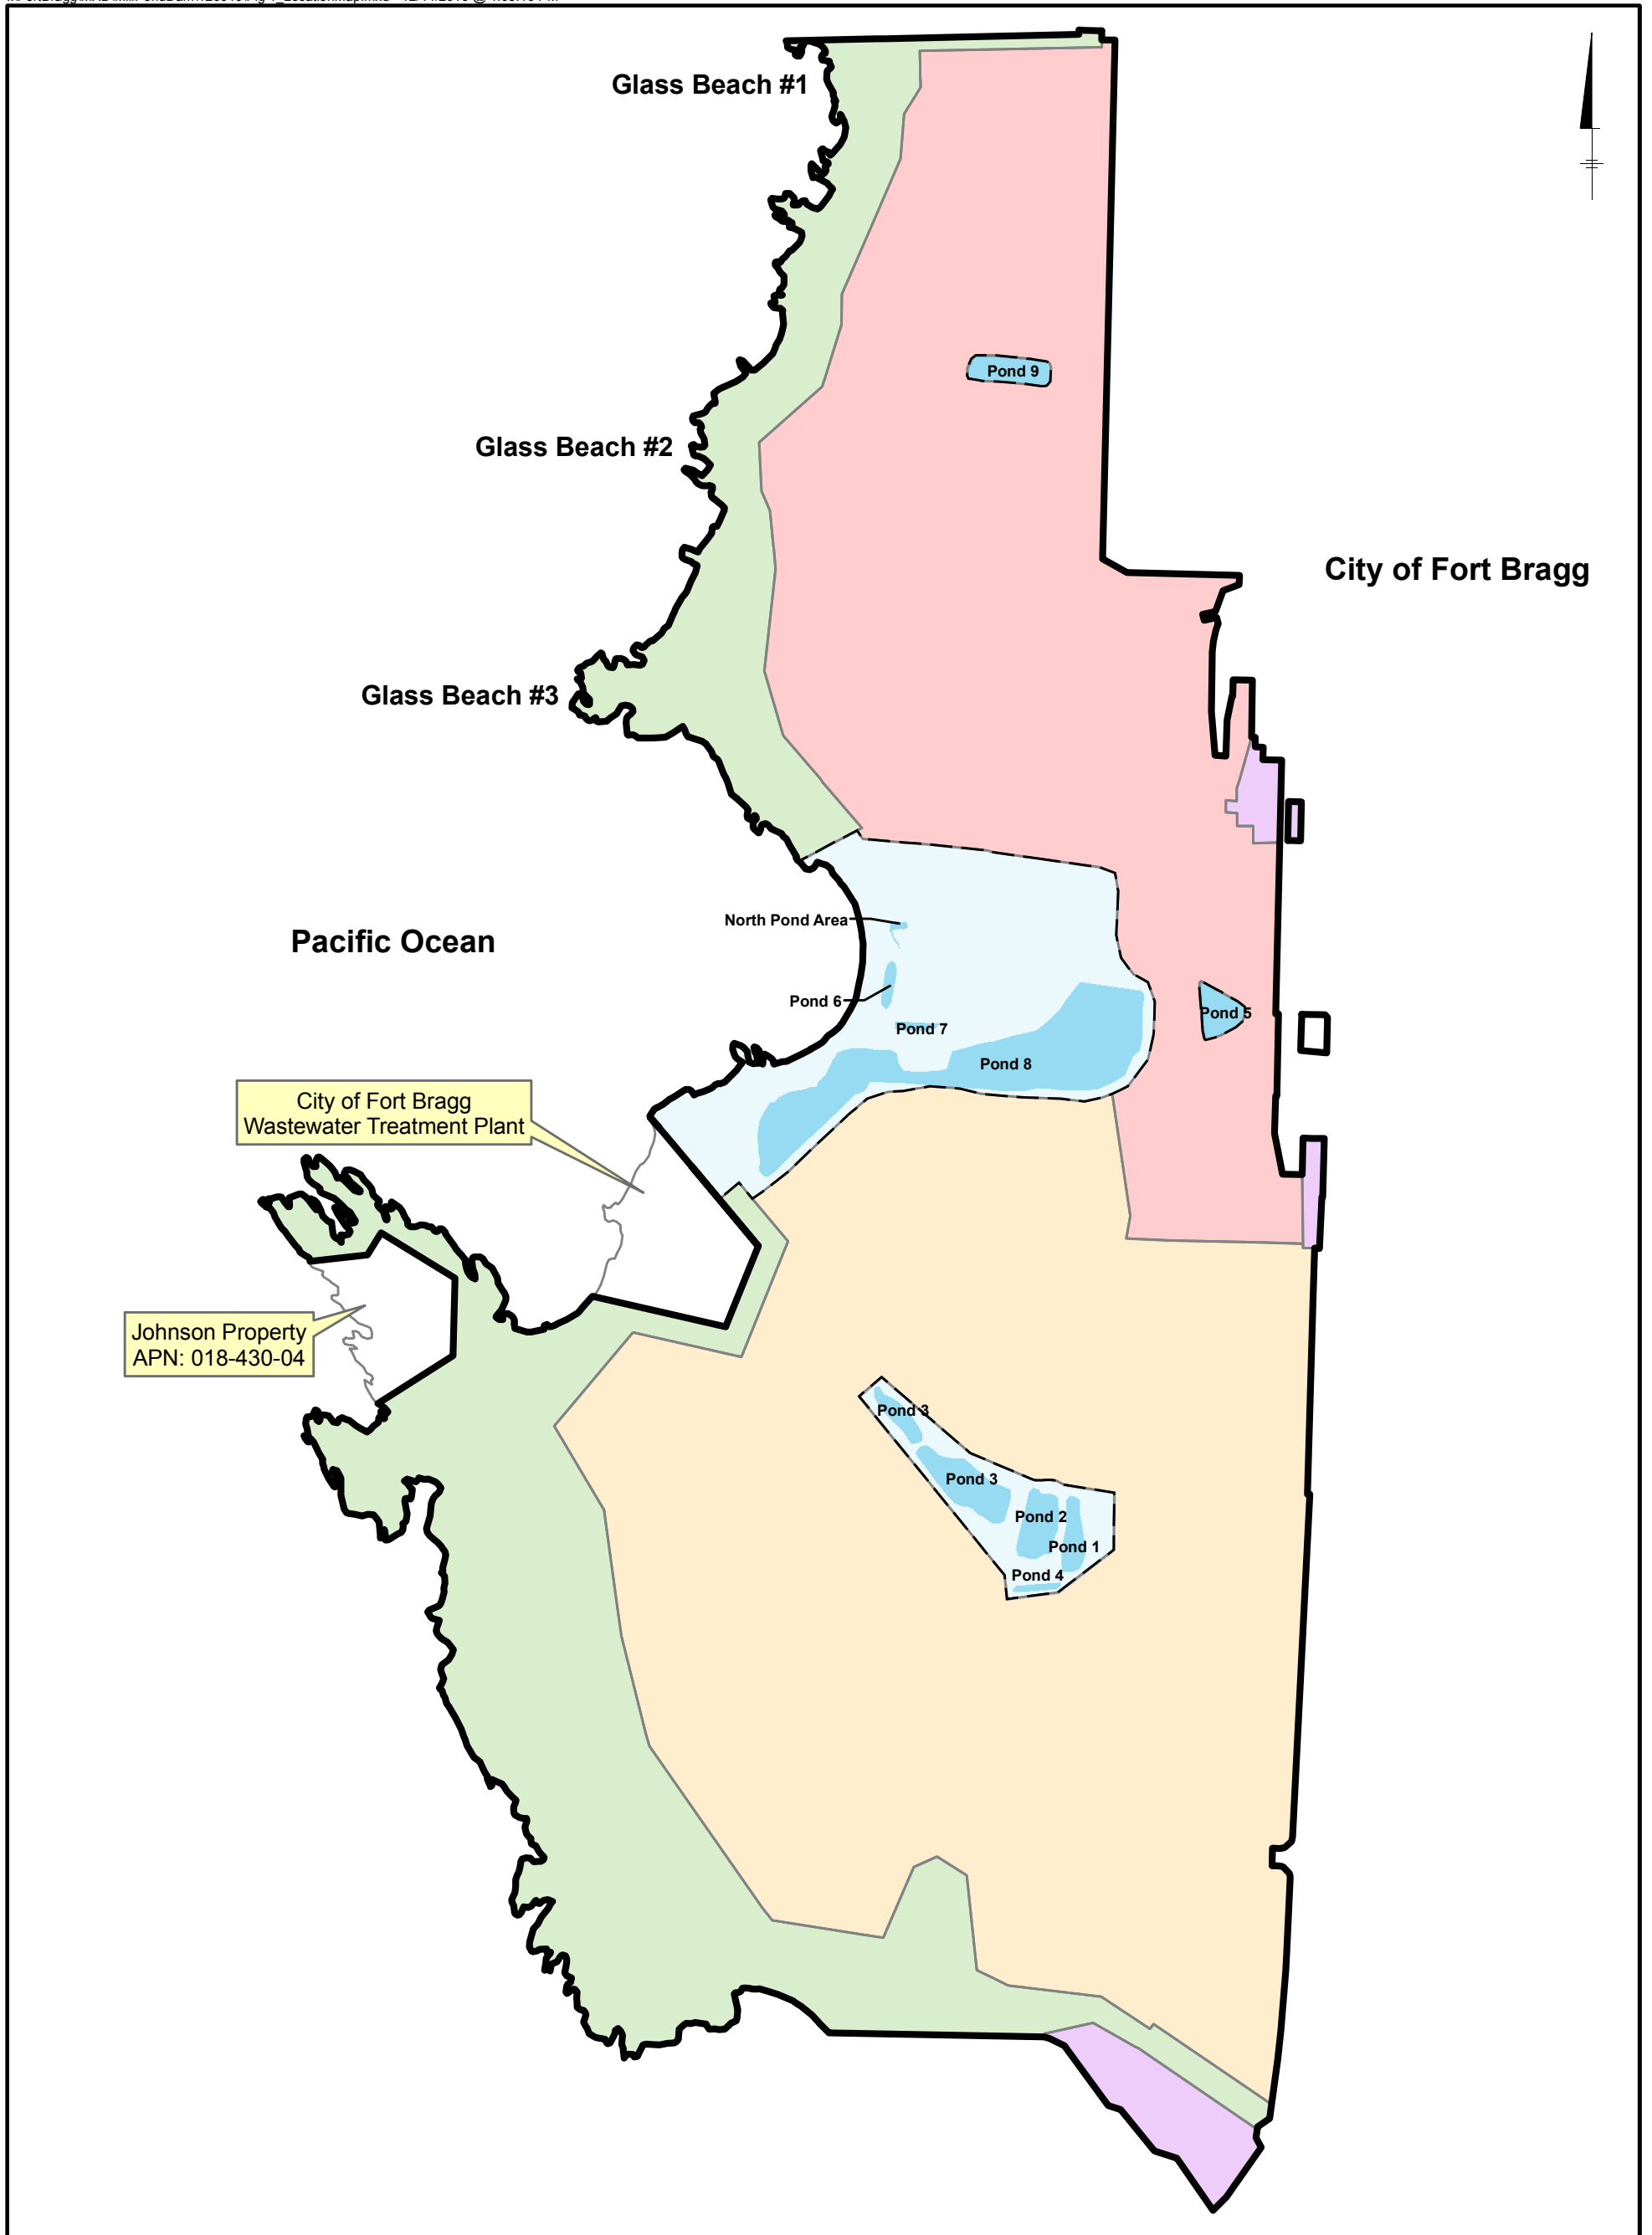 Glass Beach #1
Pond 9
Glass Beach #2
City of Fort Bragg
Glass Beach #3
North Pond Area
Pacific Ocean
Pond 6
Pond 5
Pond 7
Pond 8
City of Fort Bragg
Wastewater Treatment Plant
Johnson Property
APN: 018-430-04
Pond 3
Pond 3
Pond 2
Pond 1
Pond 4